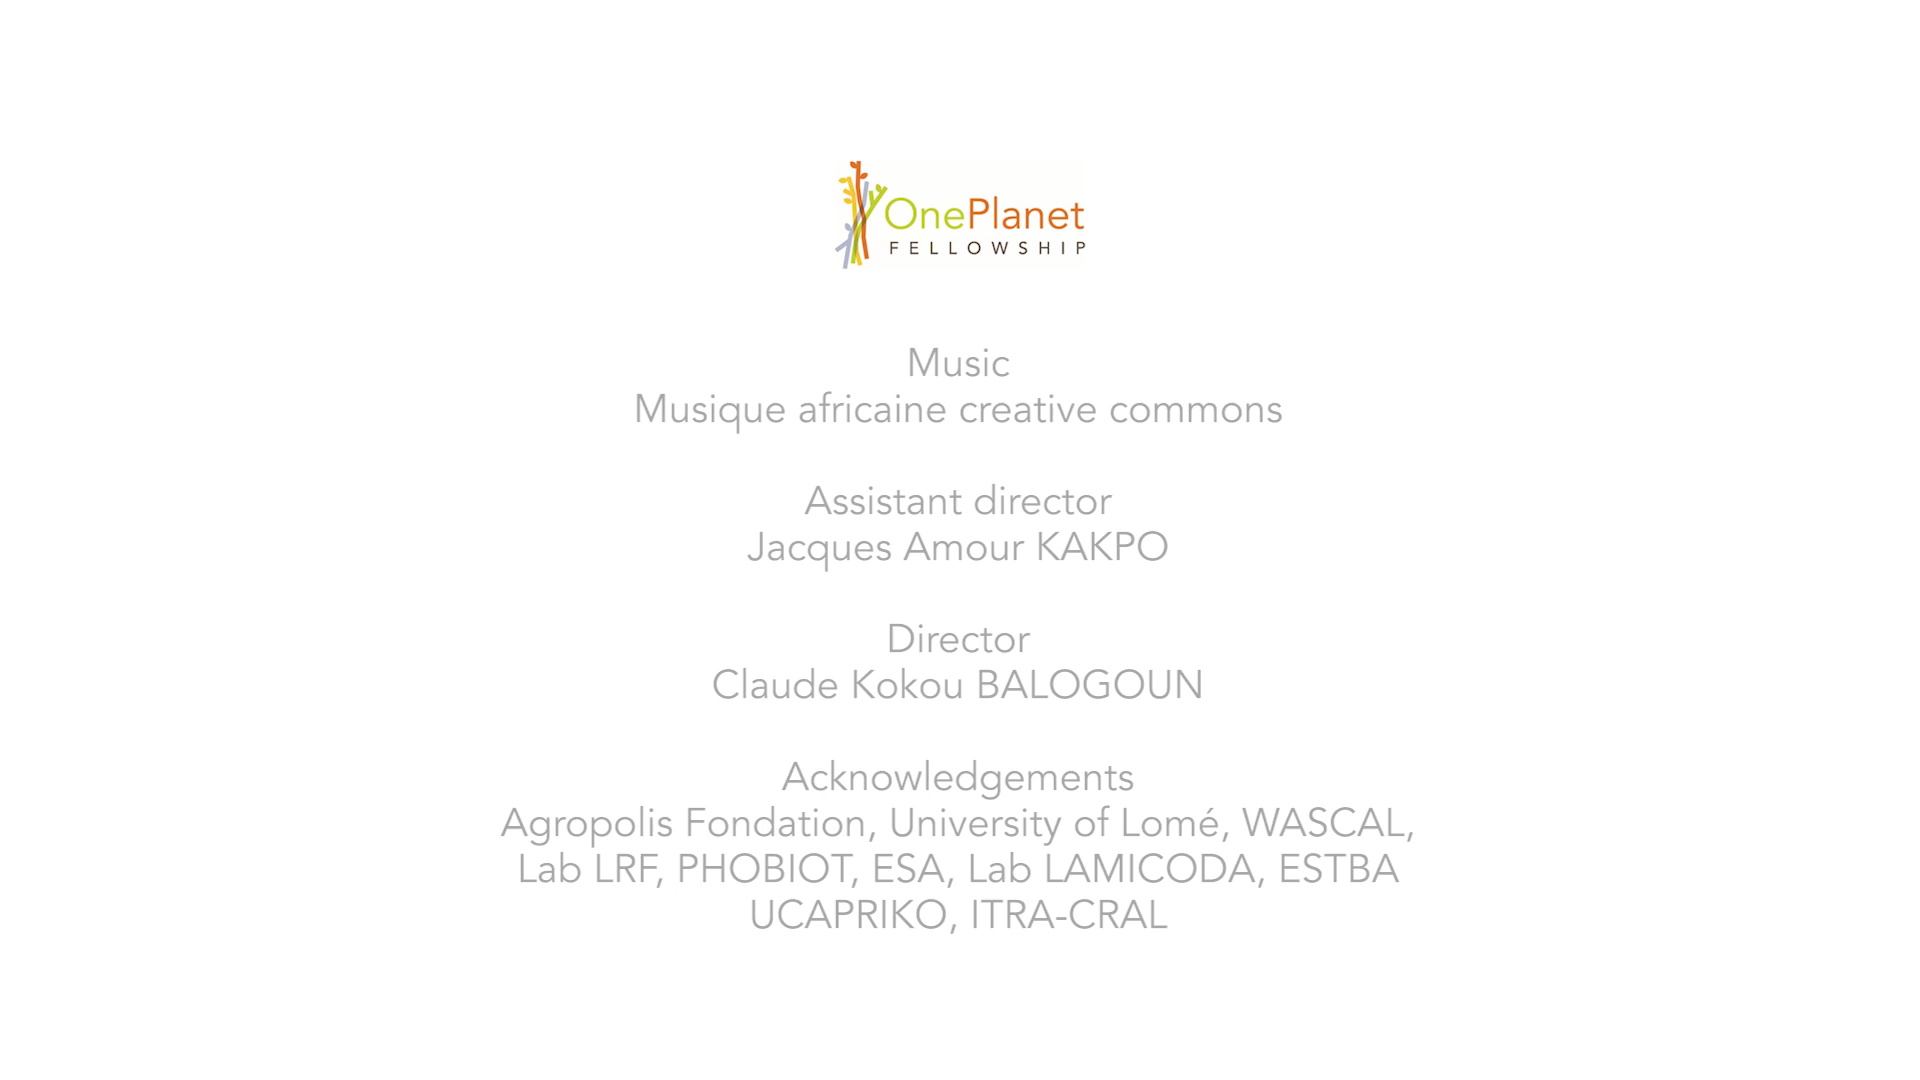 OnePlanet
FELLOWSHIP
Music
Musique africaine creative commons
Assistant director
Jacques Amour KAKPO
Director
Claude Kokou BALOGOUN
Acknowledgements
Agropolis Fondation, University of Lomé, WASCAL,
Lab LRF, PHOBIOT, ESA, Lab LAMICODA, ESTBA
UCAPRIKO, ITRA-CRAL